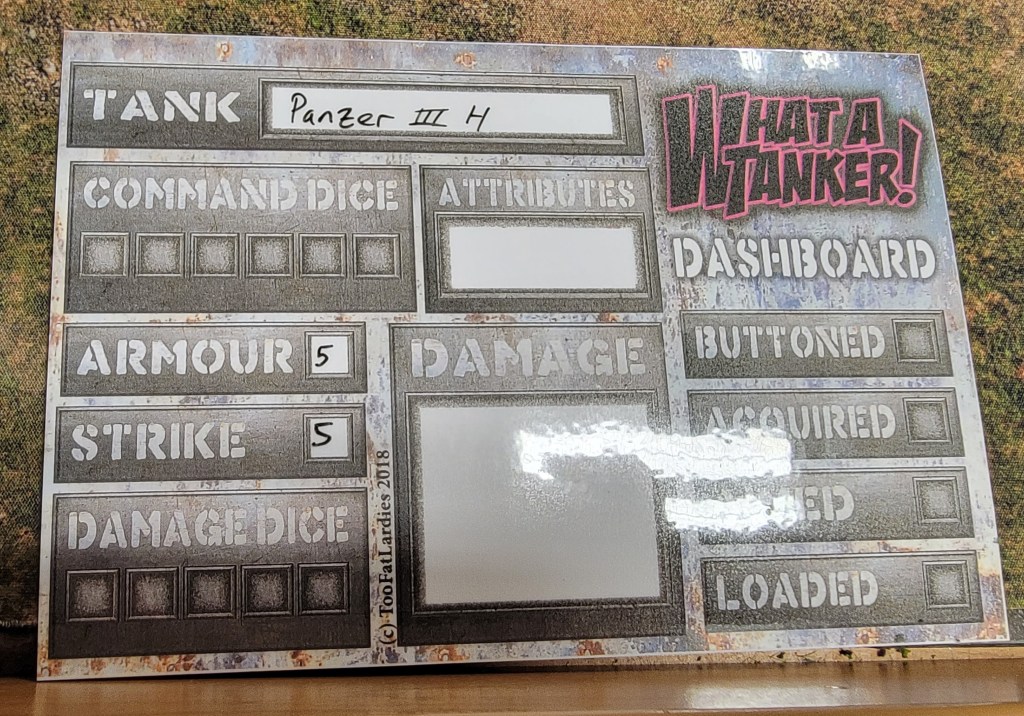 TANK
Panzer III H
WHAT A
TANKER!
COMMAND DICE
ATTRIBUTES
DASHBOARD
ARMOUR 5
DAMAGE
BUTTONED
STRIKE 5
ACQUIRED
DAMAGE DICE
LOADED
(c) TooFatLardies 2018